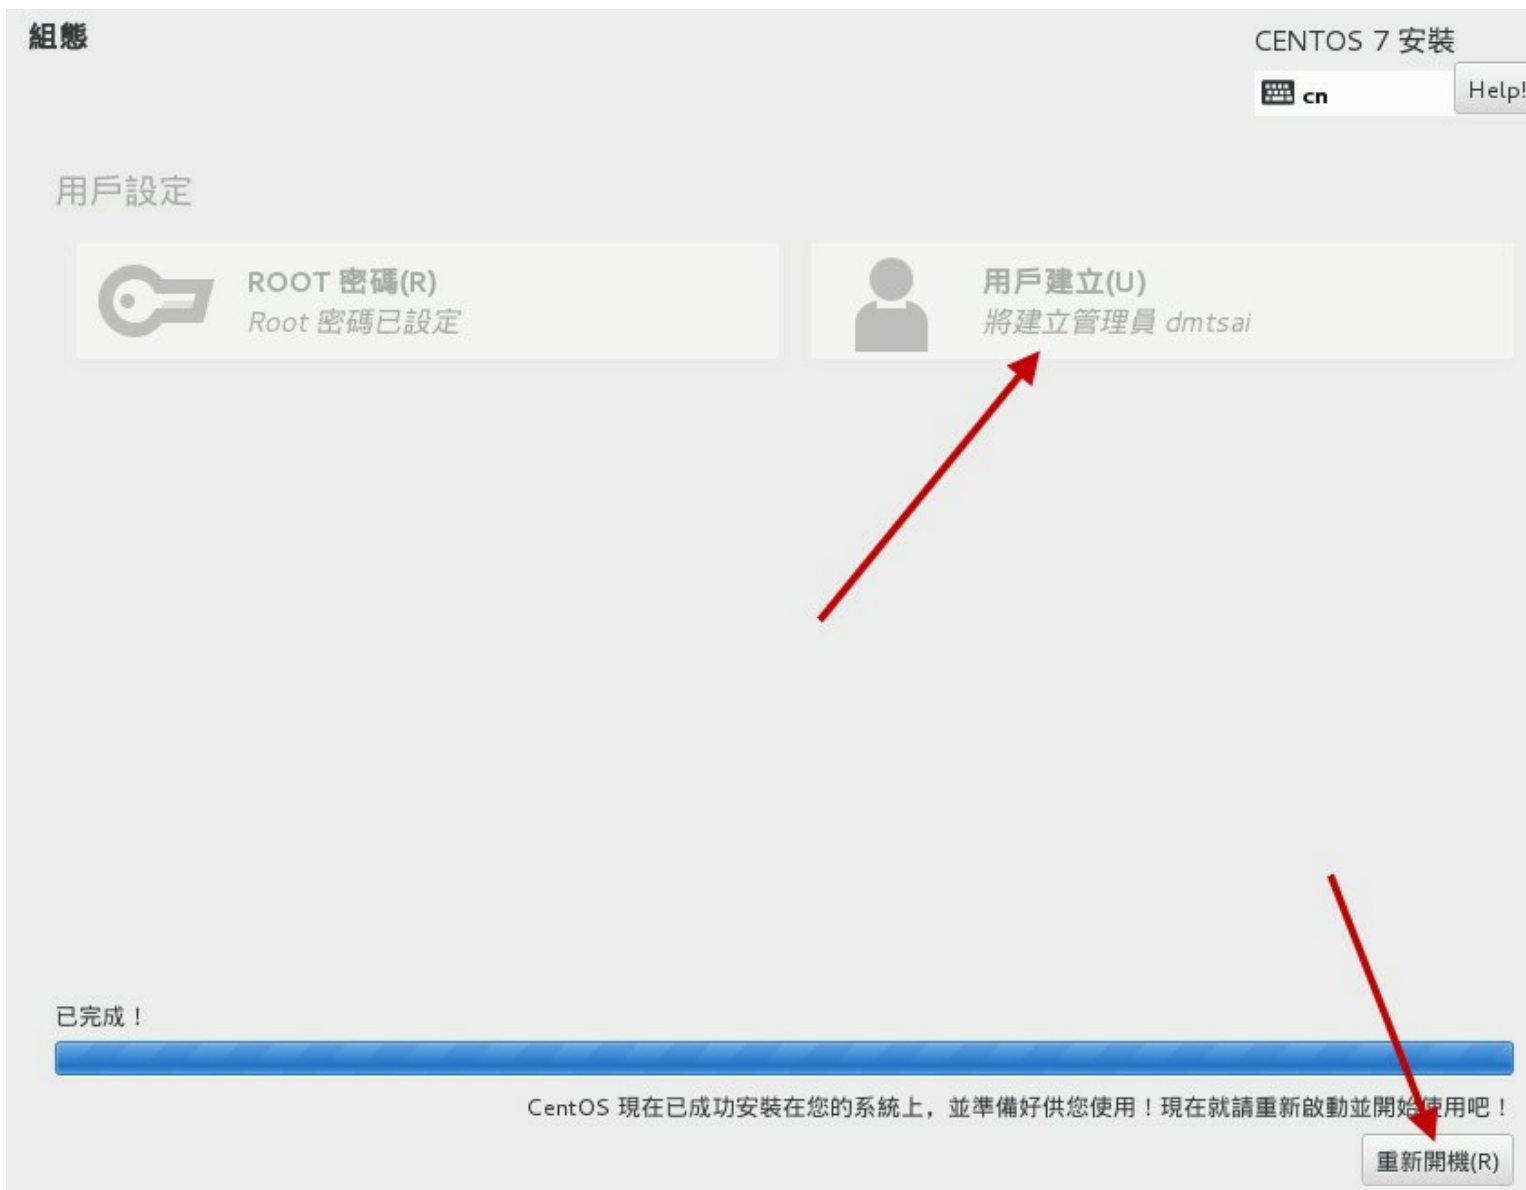 組態
CENTOS 7 安裝
cn
Help!
用戶設定
ROOT 密碼(R)
Root 密碼已設定
用戶建立(U)
將建立管理員 dmtsai
已完成！
CentOS 現在已成功安裝在您的系統上，並準備好供您使用！現在就請重新啟動並開始使用吧！
重新開機(R)